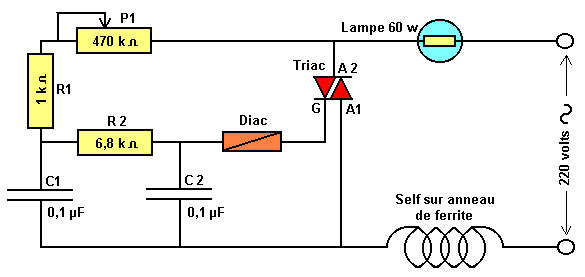 P1
Lampe 60 w
470 k.n.
Triac
A 2
1 k.n.
R1
G
A1
R 2
Diac
6,8 k.n.
220 volts
C1
C 2
0,1 µF
0,1 µF
Self sur anneau
de ferrite